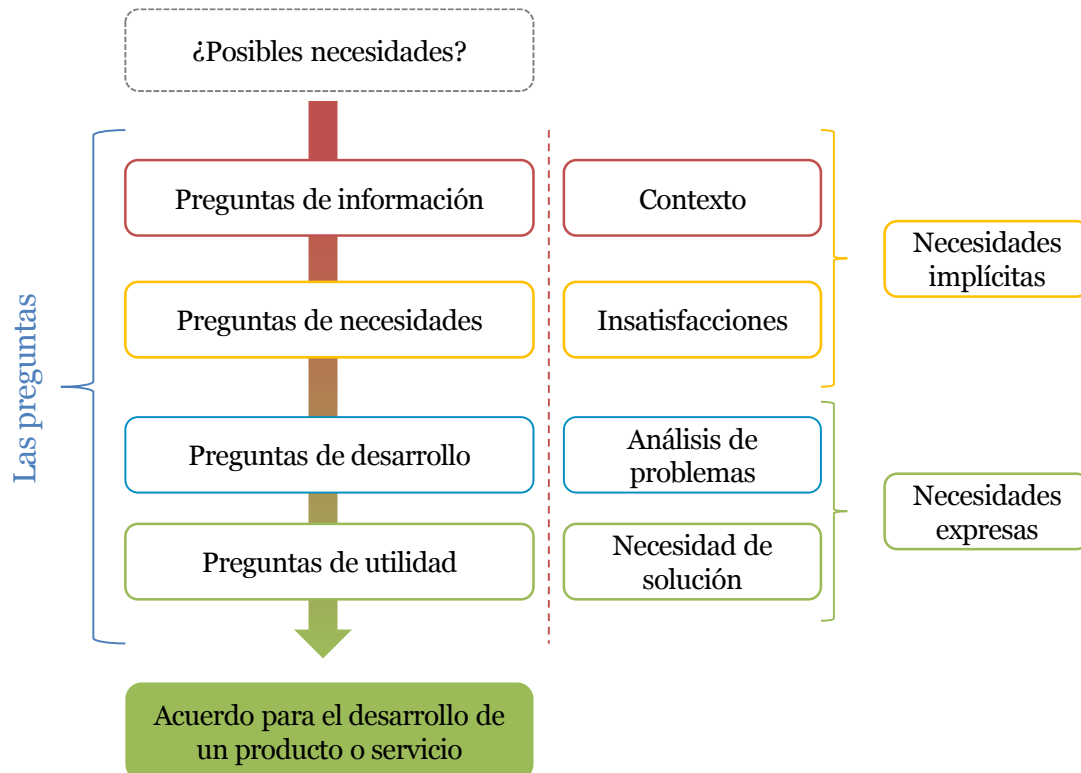 ¿Posibles necesidades?
Las preguntas
Preguntas de información
Contexto
Necesidades
implícitas
Preguntas de necesidades
Insatisfacciones
Preguntas de desarrollo
Análisis de
problemas
Necesidades
expresas
Preguntas de utilidad
Necesidad de
solución
Acuerdo para el desarrollo de
un producto o servicio